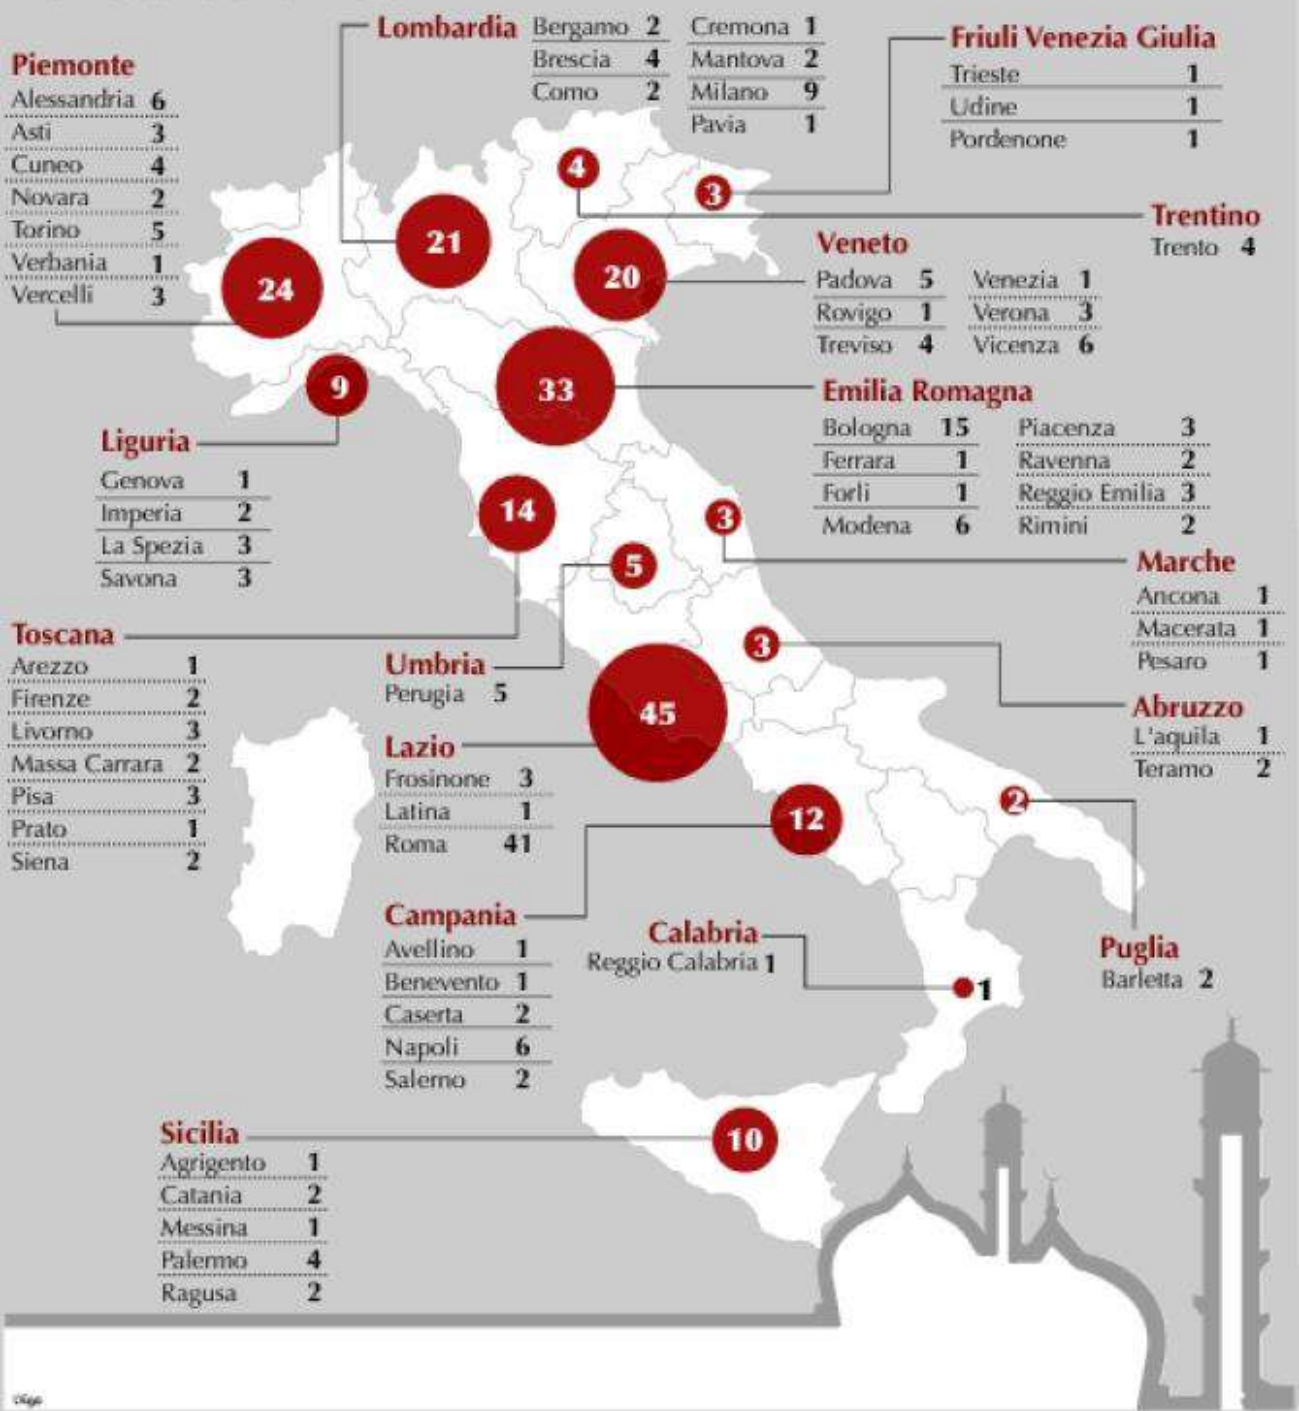 Piemonte
Alessandria 6
Asti 3
Cuneo 4
Novara 2
Torino 5
Verbania 1
Vercelli 3
Lombardia
Bergamo 2
Brescia 4
Como 2
Cremona 1
Mantova 2
Milano 9
Pavia 1
Friuli Venezia Giulia
Trieste 1
Udine 1
Pordenone 1
Trentino
Trento 4
Veneto
Padova 5
Rovigo 1
Treviso 4
Venezia 1
Verona 3
Vicenza 6
Emilia Romagna
Bologna 15
Ferrara 1
Forli 1
Modena 6
Piacenza 3
Ravenna 2
Reggio Emilia 3
Rimini 2
4
3
21
20
24
33
9
14
3
5
3
45
12
2
1
10
Liguria
Genova 1
Imperia 2
La Spezia 3
Savona 3
Marche
Ancona 1
Macerata 1
Pesaro 1
Toscana
Arezzo 1
Firenze 2
Livorno 3
Massa Carrara 2
Pisa 3
Prato 1
Siena 2
Umbria
Perugia 5
Abruzzo
L'aquila 1
Teramo 2
Lazio
Frosinone 3
Latina 1
Roma 41
Campania
Avellino 1
Benevento 1
Caserta 2
Napoli 6
Salerno 2
Calabria
Reggio Calabria 1
Puglia
Barletta 2
Sicilia
Agrigento 1
Catania 2
Messina 1
Palermo 4
Ragusa 2